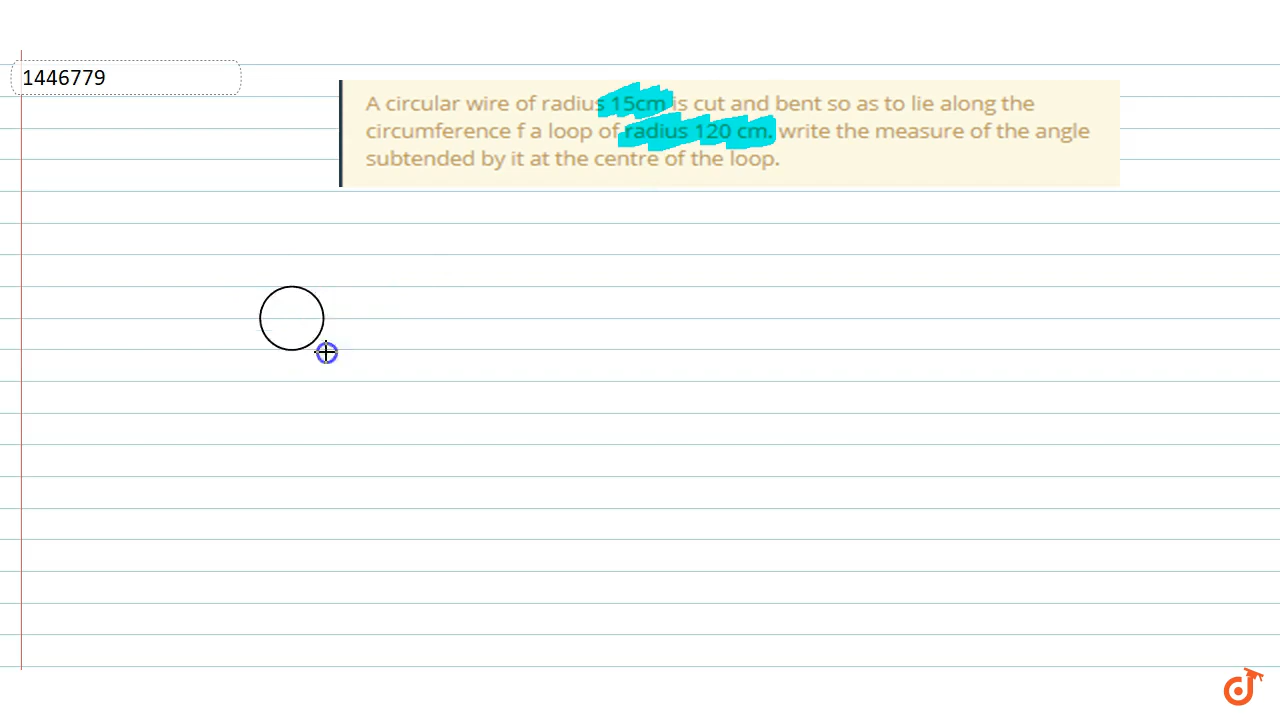 1446779
A circular wire of radius 15cm is cut and bent so as to lie along the
circumference f a loop of radius 120 cm. write the measure of the angle
subtended by it at the centre of the loop.